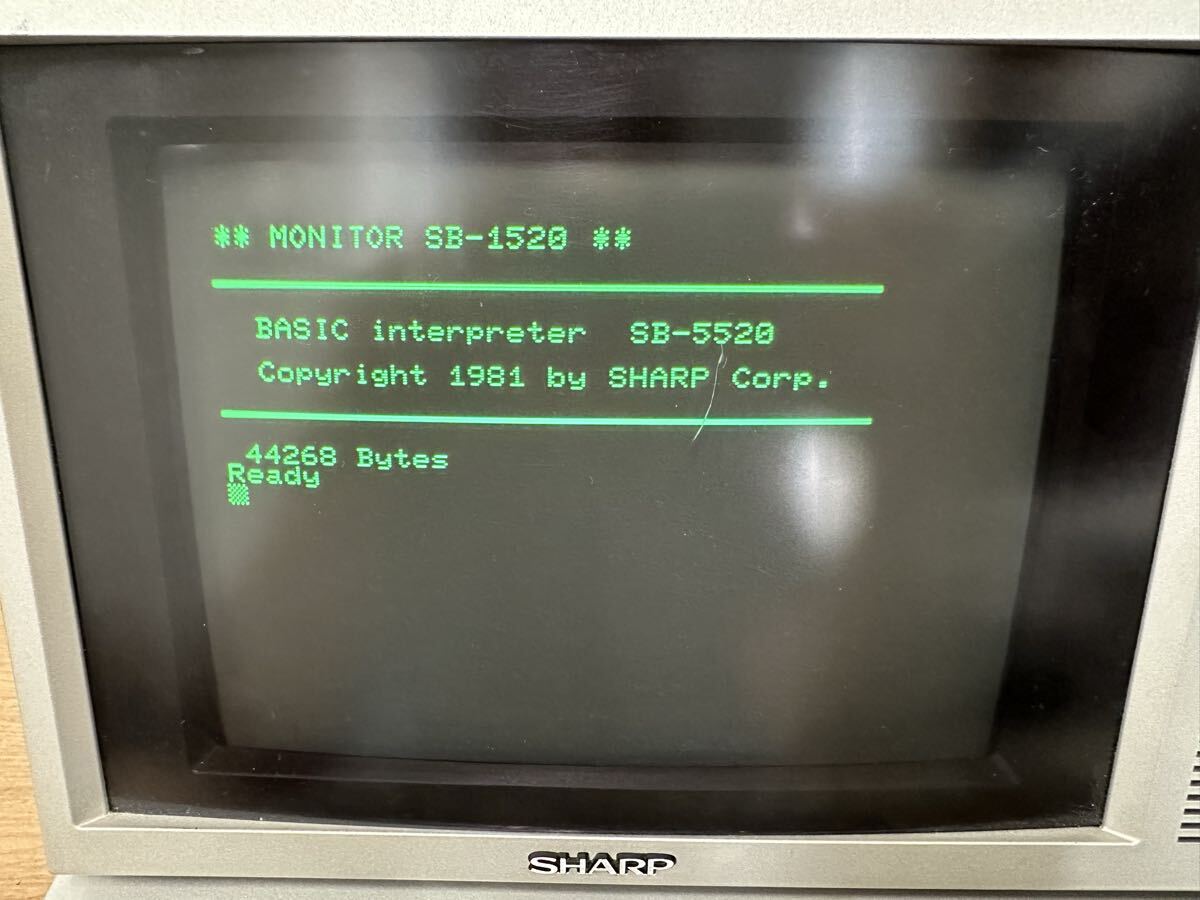 ** MONITOR SB-1520 **
BASIC interpreter SB-5520
Copyright 1981 by SHARP Corp.
44268 Bytes
Ready
SHARP